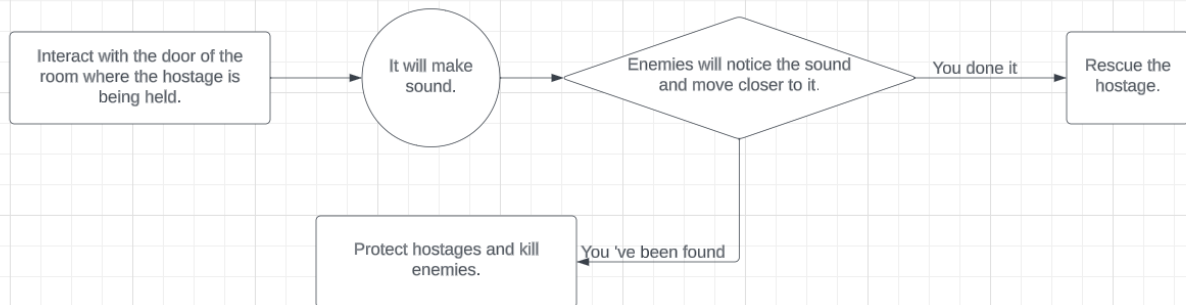 Interact with the door of the
room where the hostage is
being held.
It will make
sound.
Enemies will notice the sound
and move closer to it.
You done it
Rescue the
hostage.
Protect hostages and kill
enemies.
You 've been found